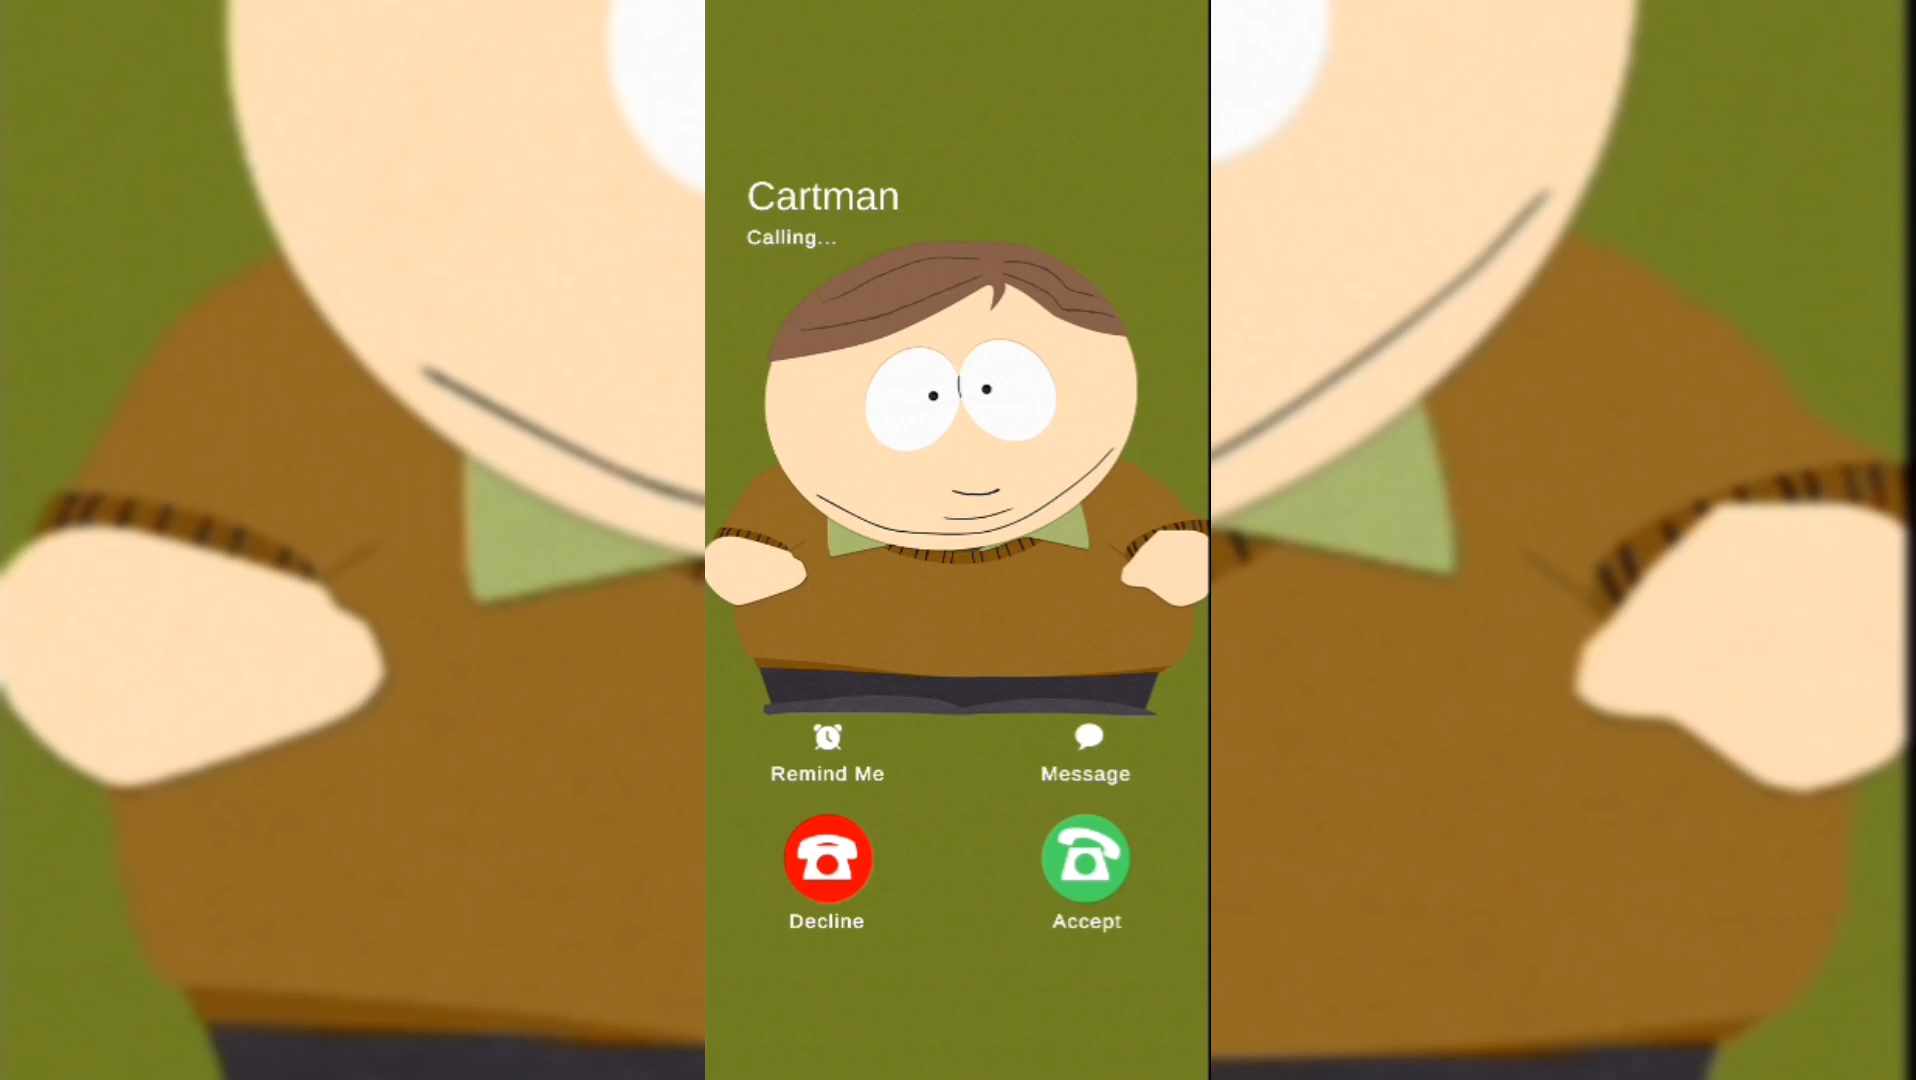 Cartman
Calling...
Remind Me
Message
Decline
Accept